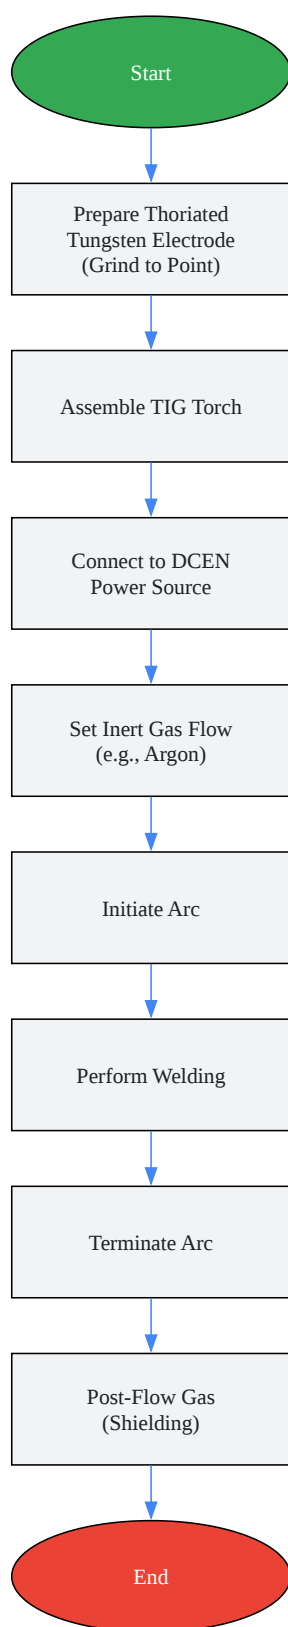 Start
Prepare Thoriated
Tungsten Electrode
(Grind to Point)
Assemble TIG Torch
Connect to DCEN
Power Source
Set Inert Gas Flow
(e.g., Argon)
Initiate Arc
Perform Welding
Terminate Arc
Post-Flow Gas
(Shielding)
End